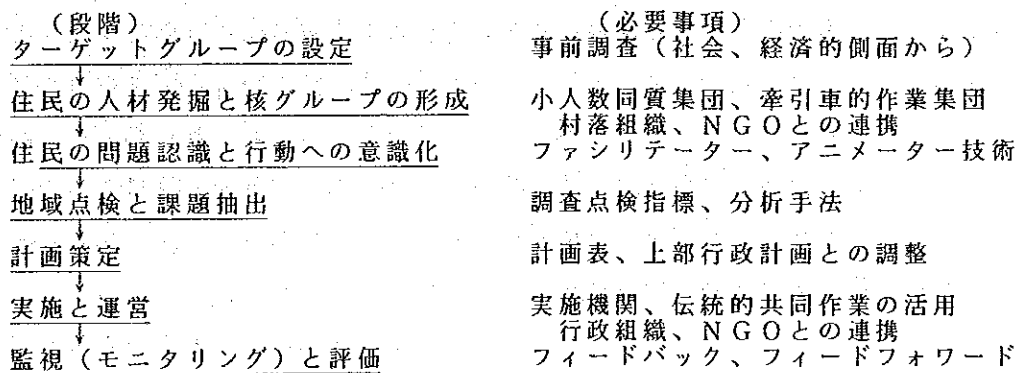 （段階）　（必要事項）
ターゲットグループの設定　事前調査（社会、経済的側面から）
↓
住民の人材発掘と核グループの形成　小人数同質集団、牽引車的作業集団
↓　村落組織、ＮＧＯとの連携
住民の問題認識と行動への意識化　ファシリテーター、アニメーター技術
↓
地域点検と課題抽出　調査点検指標、分析手法
↓
計画策定　計画表、上部行政計画との調整
↓
実施と運営　実施機関、伝統的共同作業の活用
↓　行政組織、ＮＧＯとの連携
監視（モニタリング）と評価　フィードバック、フィードフォワード